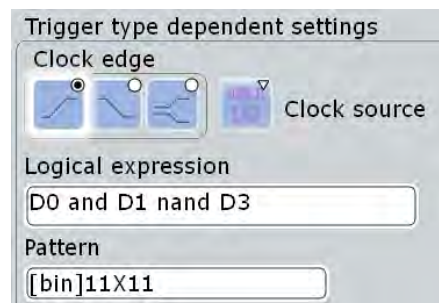 Trigger type dependent settings
Clock edge
Clock source
Logical expression
D0 and D1 nand D3
Pattern
[bin]11X11